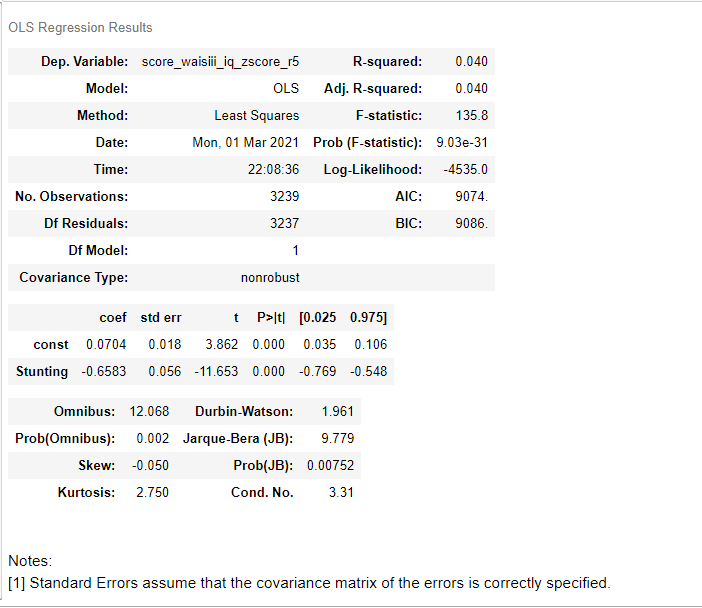 OLS Regression Results
Dep. Variable: score_waisiii_iq_zscore_r5 R-squared: 0.040
Model: OLS Adj. R-squared: 0.040
Method: Least Squares F-statistic: 135.8
Date: Mon, 01 Mar 2021 Prob (F-statistic): 9.03e-31
Time: 22:08:36 Log-Likelihood: -4535.0
No. Observations: 3239 AIC: 9074.
Df Residuals: 3237 BIC: 9086.
Df Model: 1
Covariance Type: nonrobust
coef std err t P>|t| [0.025 0.975]
const 0.0704 0.018 3.862 0.000 0.035 0.106
Stunting -0.6583 0.056 -11.653 0.000 -0.769 -0.548
Omnibus: 12.068 Durbin-Watson: 1.961
Prob(Omnibus): 0.002 Jarque-Bera (JB): 9.779
Skew: -0.050 Prob(JB): 0.00752
Kurtosis: 2.750 Cond. No. 3.31
Notes:
[1] Standard Errors assume that the covariance matrix of the errors is correctly specified.